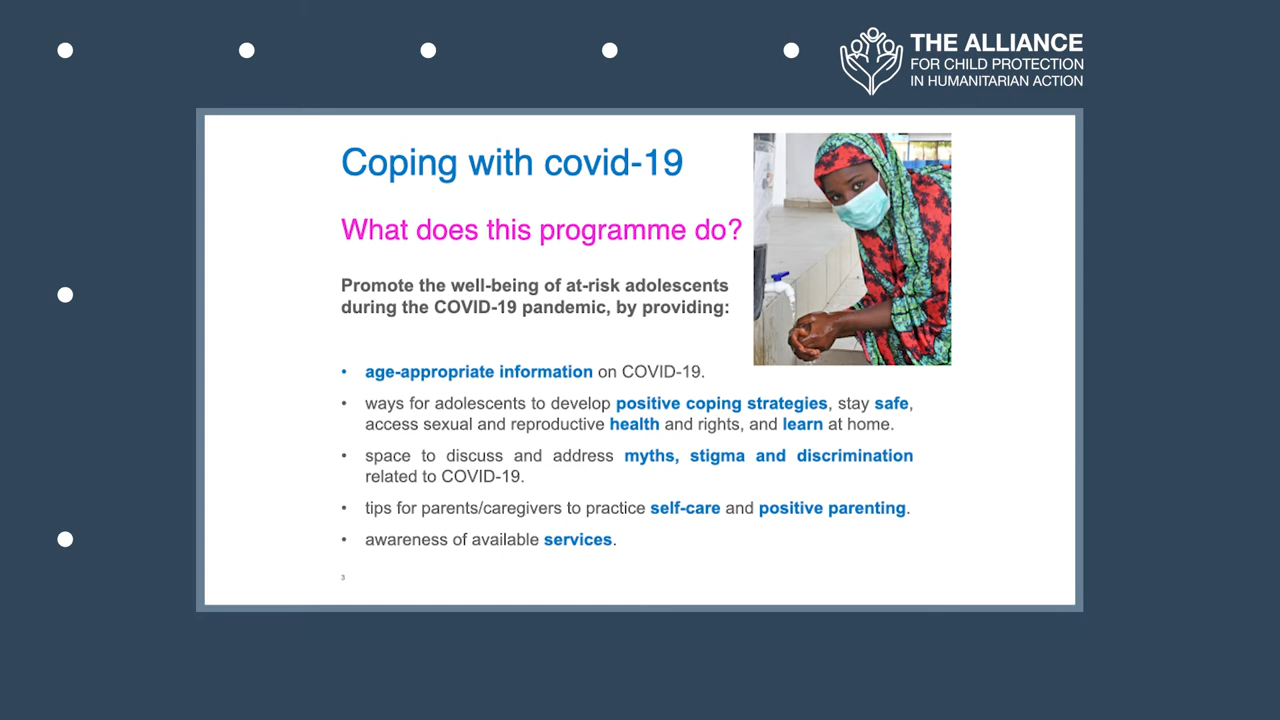 THE ALLIANCE
FOR CHILD PROTECTION
IN HUMANITARIAN ACTION
Coping with covid-19
What does this programme do?
Promote the well-being of at-risk adolescents
during the COVID-19 pandemic, by providing:
• age-appropriate information on COVID-19.
• ways for adolescents to develop positive coping strategies, stay safe,
access sexual and reproductive health and rights, and learn at home.
• space to discuss and address myths, stigma and discrimination
related to COVID-19.
• tips for parents/caregivers to practice self-care and positive parenting.
• awareness of available services.
3